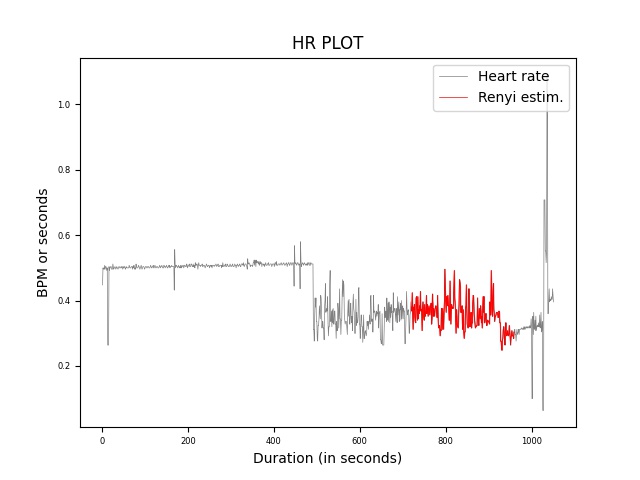 HR PLOT
Heart rate
Renyi estim.
BPM or seconds
1.0
0.8
0.6
0.4
0.2
0 200 400 600 800 1000
Duration (in seconds)